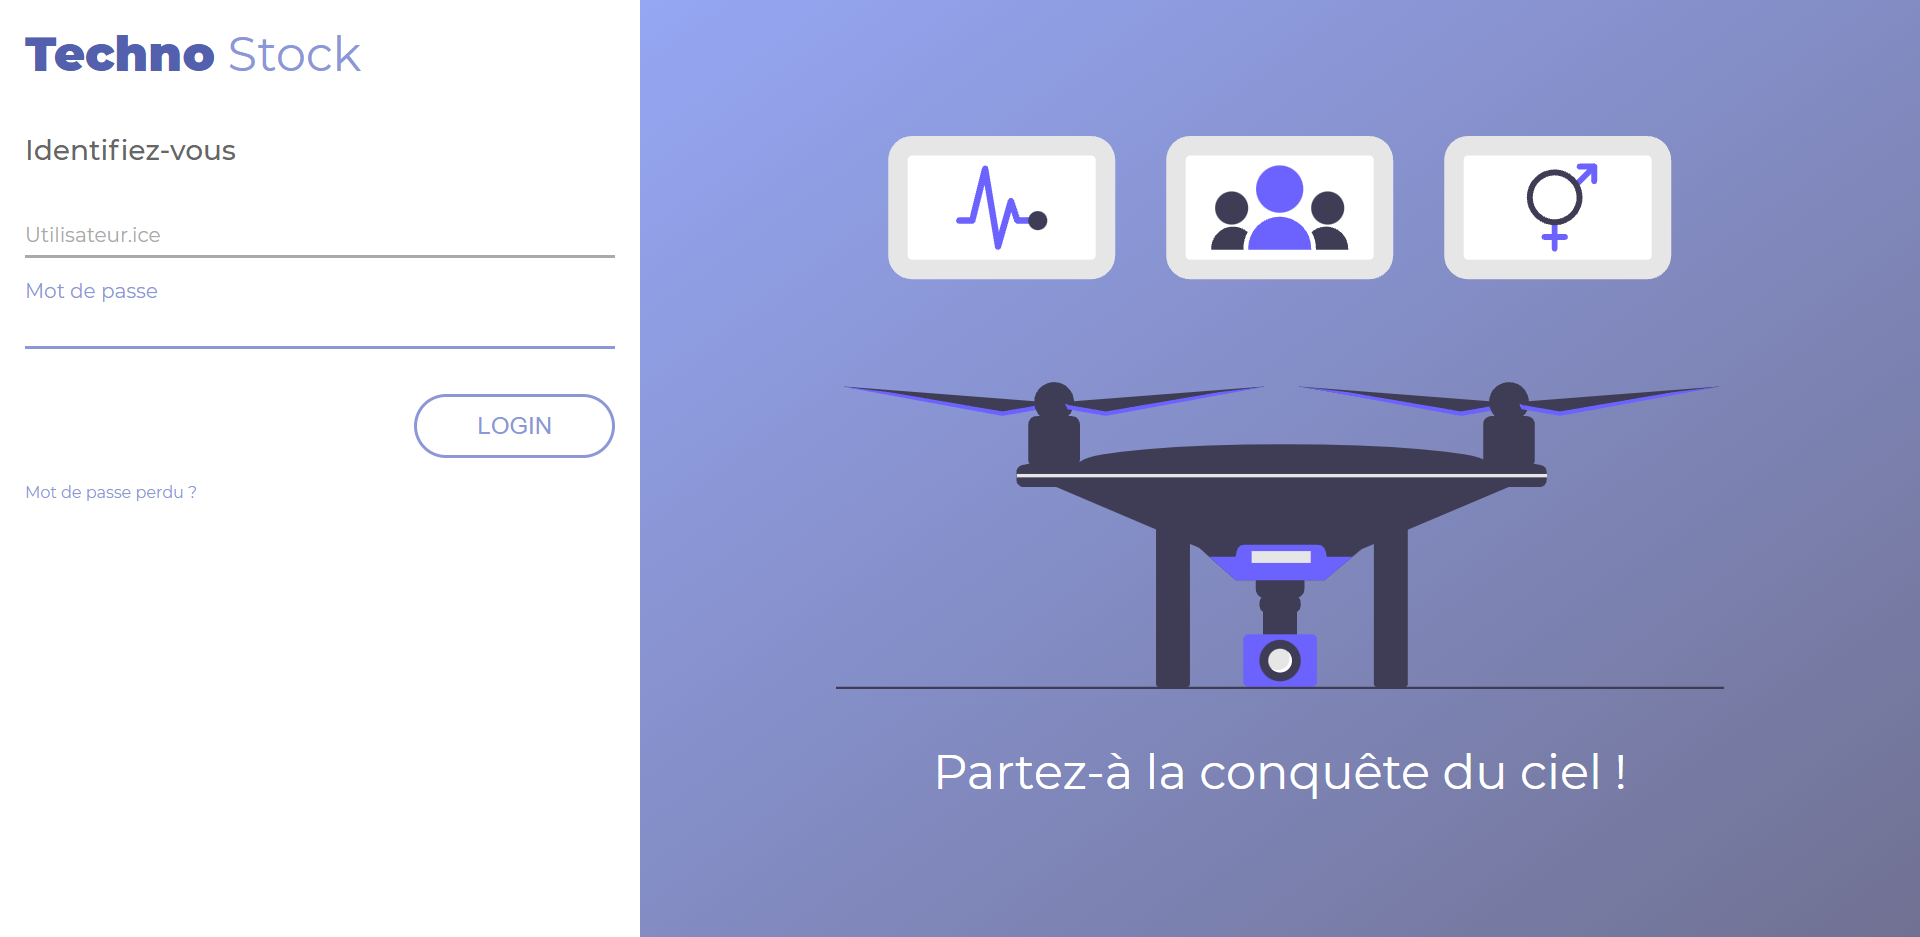 Techno Stock
Identifiez-vous
Utilisateur.ice
Mot de passe
LOGIN
Mot de passe perdu ?
Partez-à la conquête du ciel !